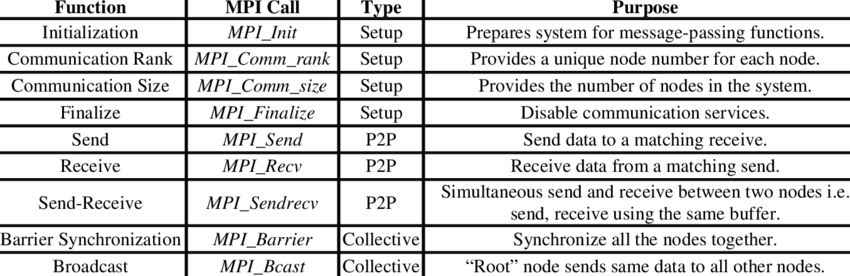 Function MPI Call Type Purpose
Initialization MPI_Init Setup Prepares system for message-passing functions.
Communication Rank MPI_Comm_rank Setup Provides a unique node number for each node.
Communication Size MPI_Comm_size Setup Provides the number of nodes in the system.
Finalize MPI_Finalize Setup Disable communication services.
Send MPI_Send P2P Send data to a matching receive.
Receive MPI_Recv P2P Receive data from a matching send.
Send-Receive MPI_Sendrecv P2P Simultaneous send and receive between two nodes i.e.
send, receive using the same buffer.
Barrier Synchronization MPI_Barrier Collective Synchronize all the nodes together.
Broadcast MPI_Bcast Collective “Root” node sends same data to all other nodes.